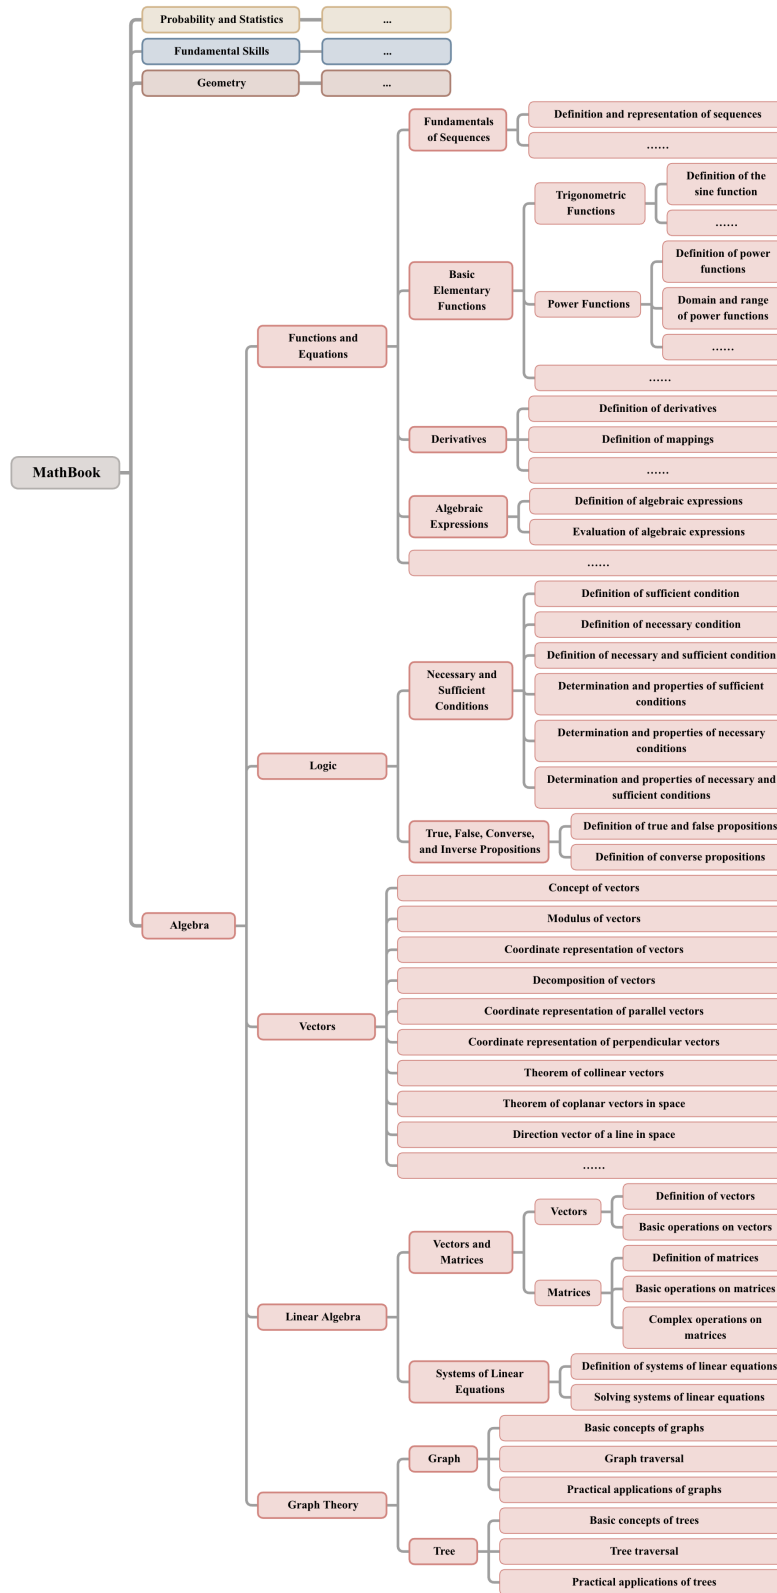 Probability and Statistics
...
Fundamental Skills
...
Geometry
...
Fundamentals
of Sequences
Definition and representation of sequences
......
Trigonometric
Functions
Definition of the
sine function
......
Basic
Elementary
Functions
Power Functions
Definition of power
functions
Domain and range
of power functions
......
......
Functions and
Equations
Derivatives
Definition of derivatives
Definition of mappings
......
MathBook
Algebraic
Expressions
Definition of algebraic expressions
Evaluation of algebraic expressions
......
Necessary and
Sufficient
Conditions
Definition of sufficient condition
Definition of necessary condition
Definition of necessary and sufficient condition
Determination and properties of sufficient
conditions
Determination and properties of necessary
conditions
Determination and properties of necessary and
sufficient conditions
Logic
True, False, Converse,
and Inverse Propositions
Definition of true and false propositions
Definition of converse propositions
Algebra
Vectors
Concept of vectors
Modulus of vectors
Coordinate representation of vectors
Decomposition of vectors
Coordinate representation of parallel vectors
Coordinate representation of perpendicular vectors
Theorem of collinear vectors
Theorem of coplanar vectors in space
Direction vector of a line in space
......
Linear Algebra
Vectors and
Matrices
Vectors
Definition of vectors
Basic operations on vectors
Matrices
Definition of matrices
Basic operations on matrices
Complex operations on
matrices
Systems of Linear
Equations
Definition of systems of linear equations
Solving systems of linear equations
Graph Theory
Graph
Basic concepts of graphs
Graph traversal
Practical applications of graphs
Tree
Basic concepts of trees
Tree traversal
Practical applications of trees